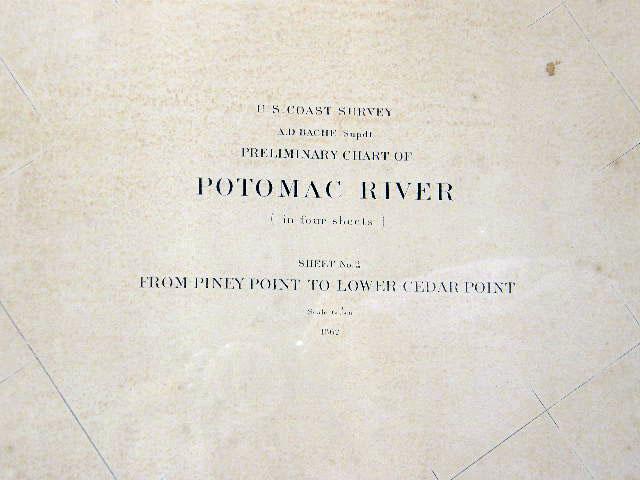 U.S. COAST SURVEY
A.D. BACHE Supdt.
PRELIMINARY CHART OF
POTOMAC RIVER
( in four sheets )
SHEET No. 2
FROM PINEY POINT TO LOWER CEDAR POINT
Scale
1862